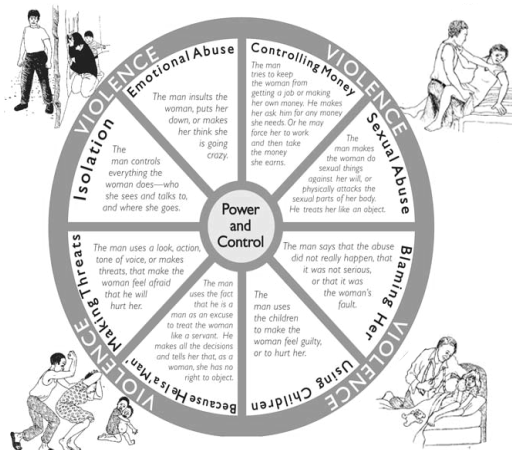 VIOLENCE
Emotional Abuse
The man insults the
woman, puts her
down, or makes
her think she
is going
crazy.
Controlling Money
The man
tries to keep
the woman from
getting a job or making
her own money. He makes
her ask him for any money
she needs. Or he may
force her to work
and then take
the money
she earns.
VIOLENCE
Sexual Abuse
The
man makes
the woman do
sexual things
against her will, or
physically attacks the
sexual parts of her body.
He treats her like an object.
Isolation
The
man controls
everything the
woman does—who
she sees and talks to,
and where she goes.
Power
and
Control
Making Threats
The man uses a look, action,
tone of voice, or makes
threats, that make the
woman feel afraid
that he will
hurt her.
Blaming Her
The man says that the abuse
did not really happen, that
it was not serious,
or that it was
the woman's
fault.
VIOLENCE
Because He Is a 'Man'
The man
uses the fact
that he is a
man as an excuse
to treat the woman
like a servant. He
makes all the decisions
and tells her that, as a
woman, she has no
right to object.
Using Children
The
man uses
the children
to make the
woman feel guilty,
or to hurt her.
VIOLENCE